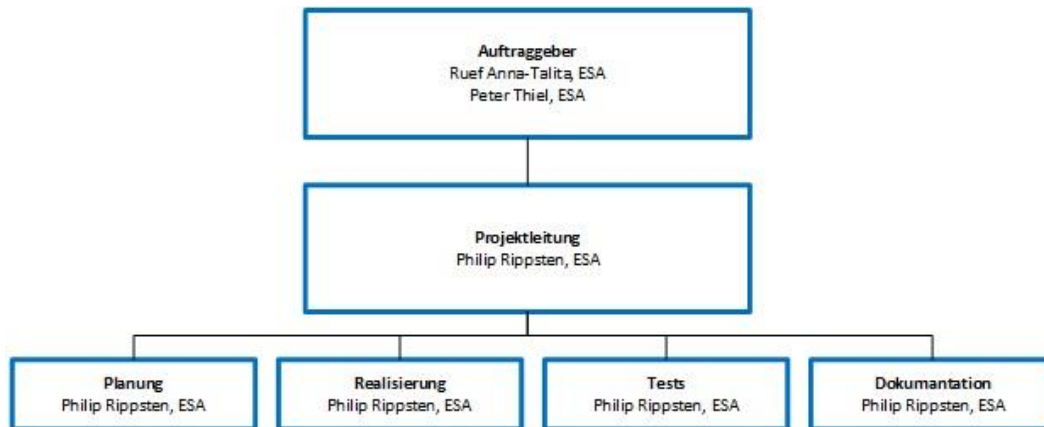 Auftraggeber
Ruef Anna-Talita, ESA
Peter Thiel, ESA
Projektleitung
Philip Rippsten, ESA
Planung
Philip Rippsten, ESA
Realisierung
Philip Rippsten, ESA
Tests
Philip Rippsten, ESA
Dokumantation
Philip Rippsten, ESA